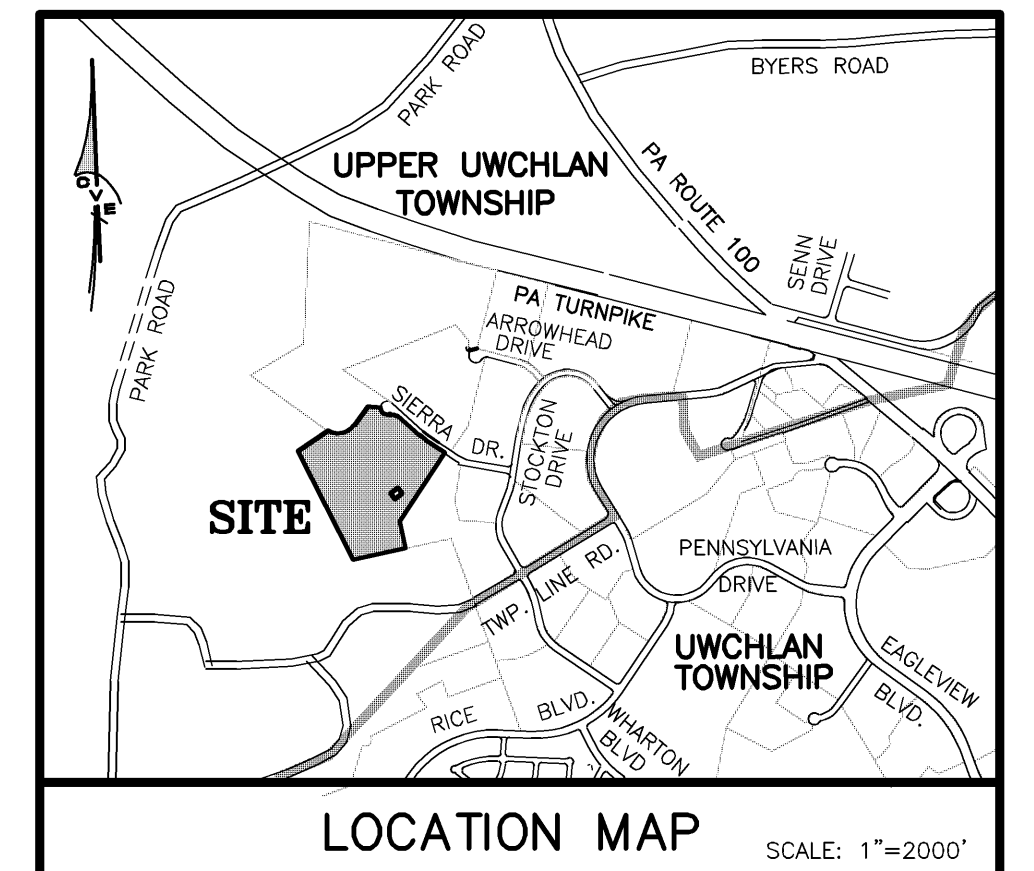 PARK ROAD
BYERS ROAD
UPPER UWCHLAN
TOWNSHIP
PA ROUTE 100
SENN
DRIVE
PARK ROAD
PA TURNPIKE
ARROWHEAD
DRIVE
SIERRA DR.
STOCKTON
DRIVE
SITE
TWP. LINE RD.
PENNSYLVANIA
DRIVE
UWCHLAN
TOWNSHIP
EAGLEVIEW
BLVD.
RICE BLVD.
WHARTON
BLVD
LOCATION MAP
SCALE: 1"=2000'